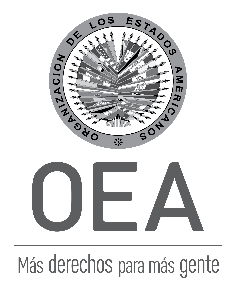 ORGANIZACION DE LOS ESTADOS AMERICANOS
OEA
Más derechos para más gente